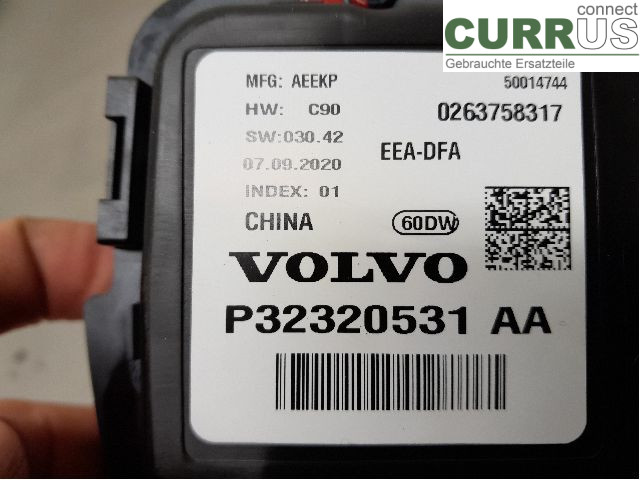 connect
CURRUS
Gebrauchte Ersatzteile
MFG: AEEKP 50014744
HW: C90 0263758317
SW:030.42
EEA-DFA
07.09.2020
INDEX: 01
CHINA 60DW
VOLVO
P32320531 AA